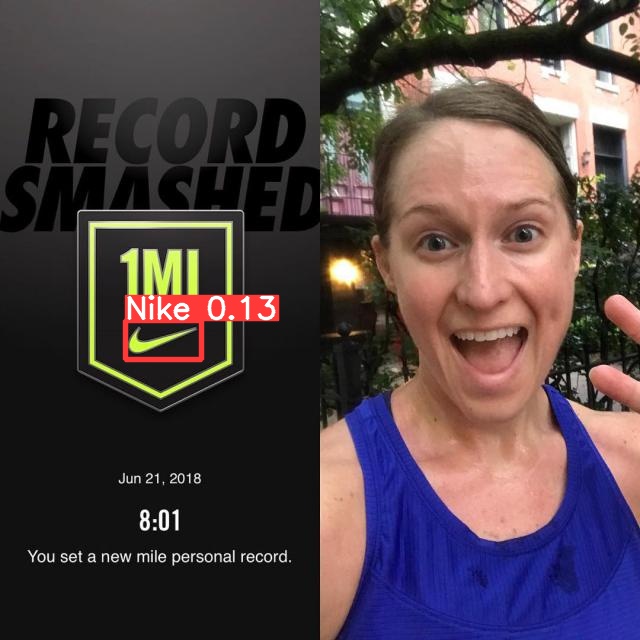 RECORD
SMASHED
1MI
Nike 0.13
Jun 21, 2018
8:01
You set a new mile personal record.